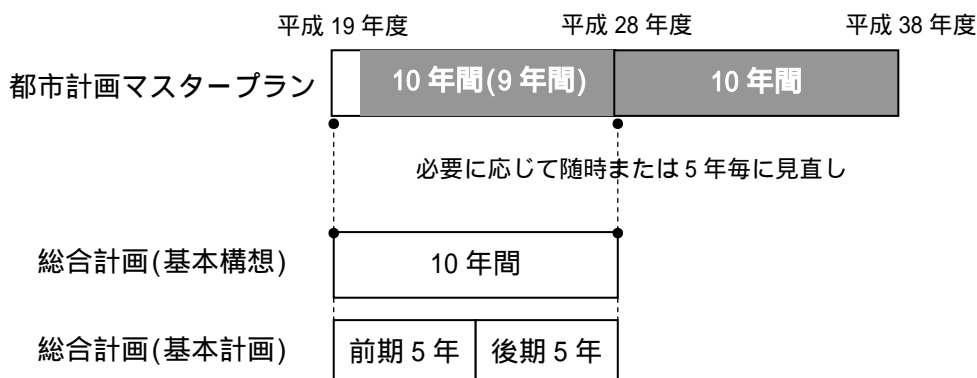 平成 19 年度 平成 28 年度 平成 38 年度
都市計画マスタープラン 10 年間(9 年間) 10 年間
必要に応じて随時または 5 年毎に見直し
総合計画(基本構想) 10 年間
総合計画(基本計画) 前期 5 年 後期 5 年